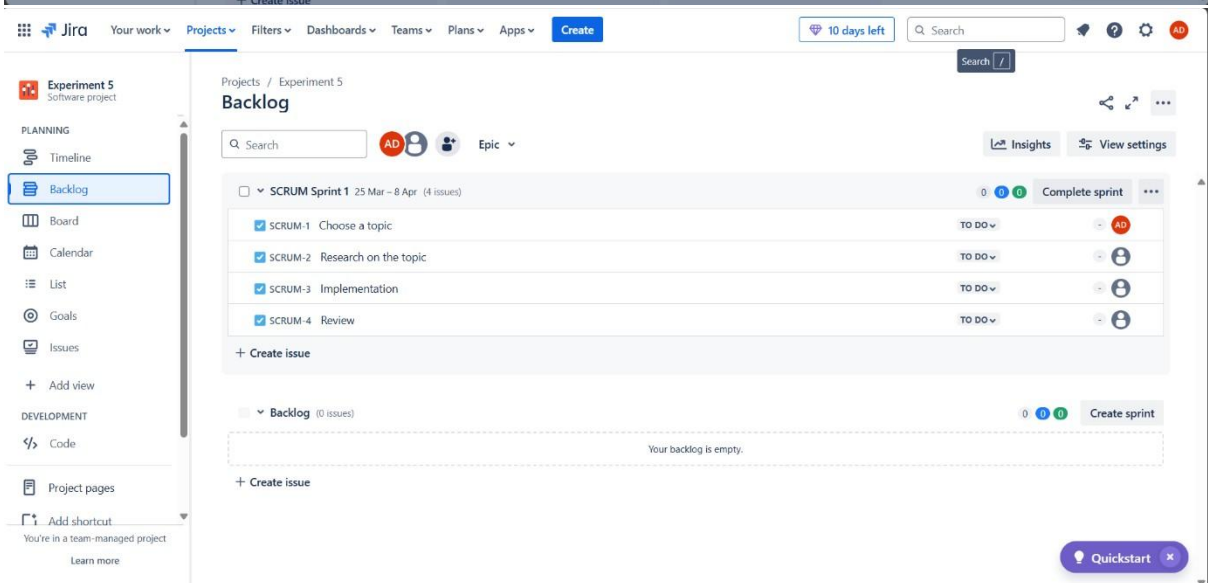 + Create issue
Jira Your work Projects Filters Dashboards Teams Plans Apps Create 10 days left Search AD
Search /
Experiment 5
Software project
PLANNING
Timeline
Backlog
Board
Calendar
List
Goals
Issues
+ Add view
DEVELOPMENT
Code
Project pages
Add shortcut
You're in a team-managed project
Learn more
Projects / Experiment 5
Backlog
Search AD Epic Insights View settings
SCRUM Sprint 1 25 Mar – 8 Apr (4 issues) 0 0 0 Complete sprint ...
SCRUM-1 Choose a topic TO DO - AD
SCRUM-2 Research on the topic TO DO -
SCRUM-3 Implementation TO DO -
SCRUM-4 Review TO DO -
+ Create issue
Backlog (0 issues) 0 0 0 Create sprint
Your backlog is empty.
+ Create issue
Quickstart ×